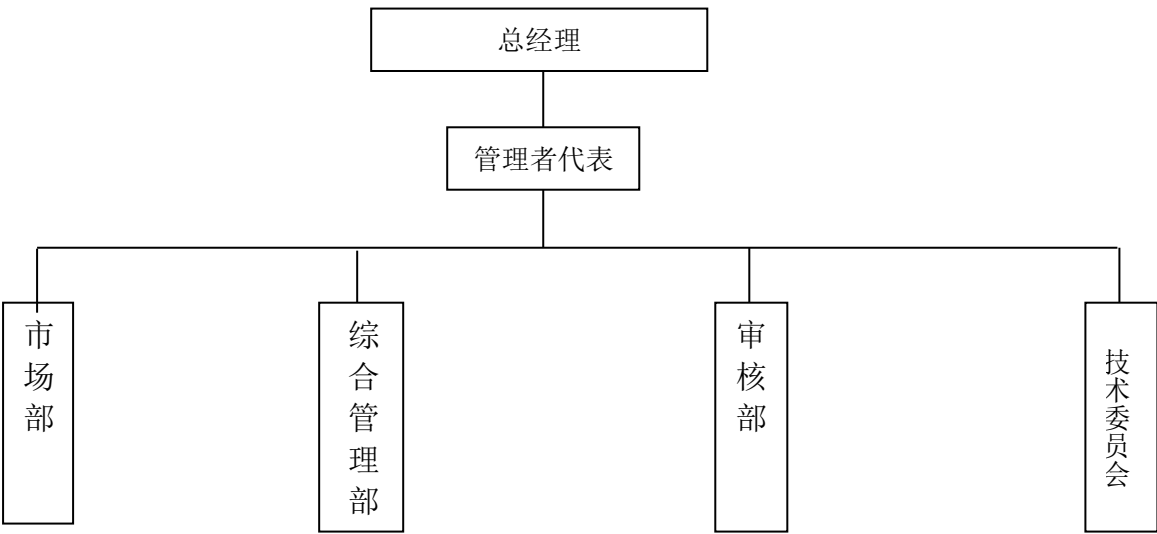 总经理
管理者代表
市场部
综合管理部
审核部
技术委员会